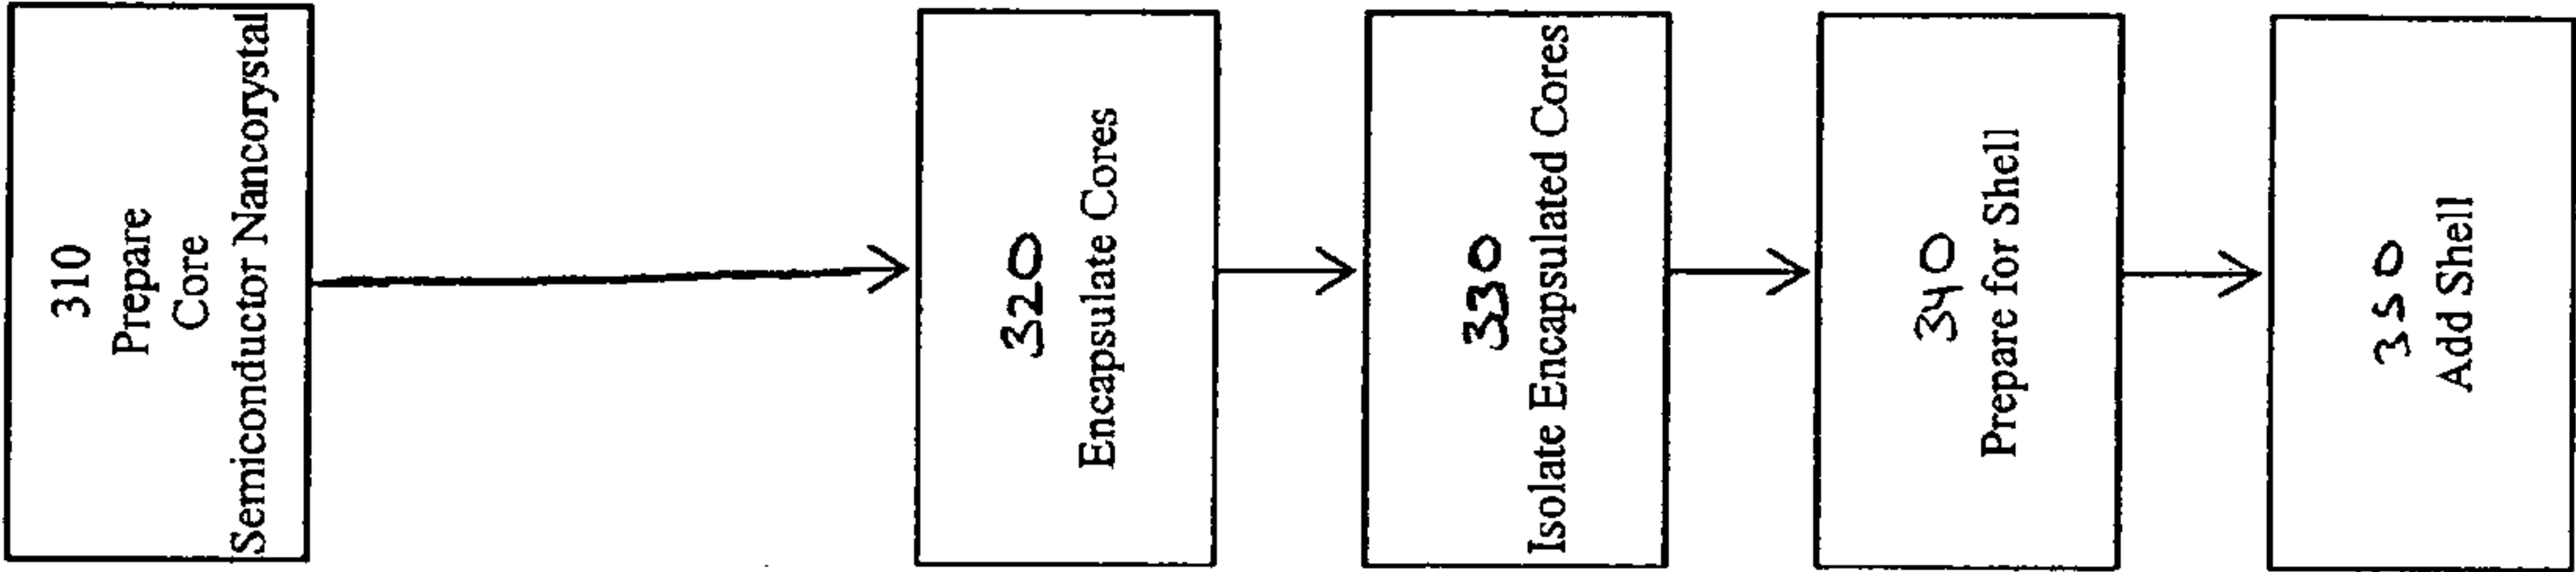 310
Prepare
Core
Semiconductor Nancorystal
320
Encapsulate Cores
330
Isolate Encapsulated Cores
340
Prepare for Shell
350
Add Shell